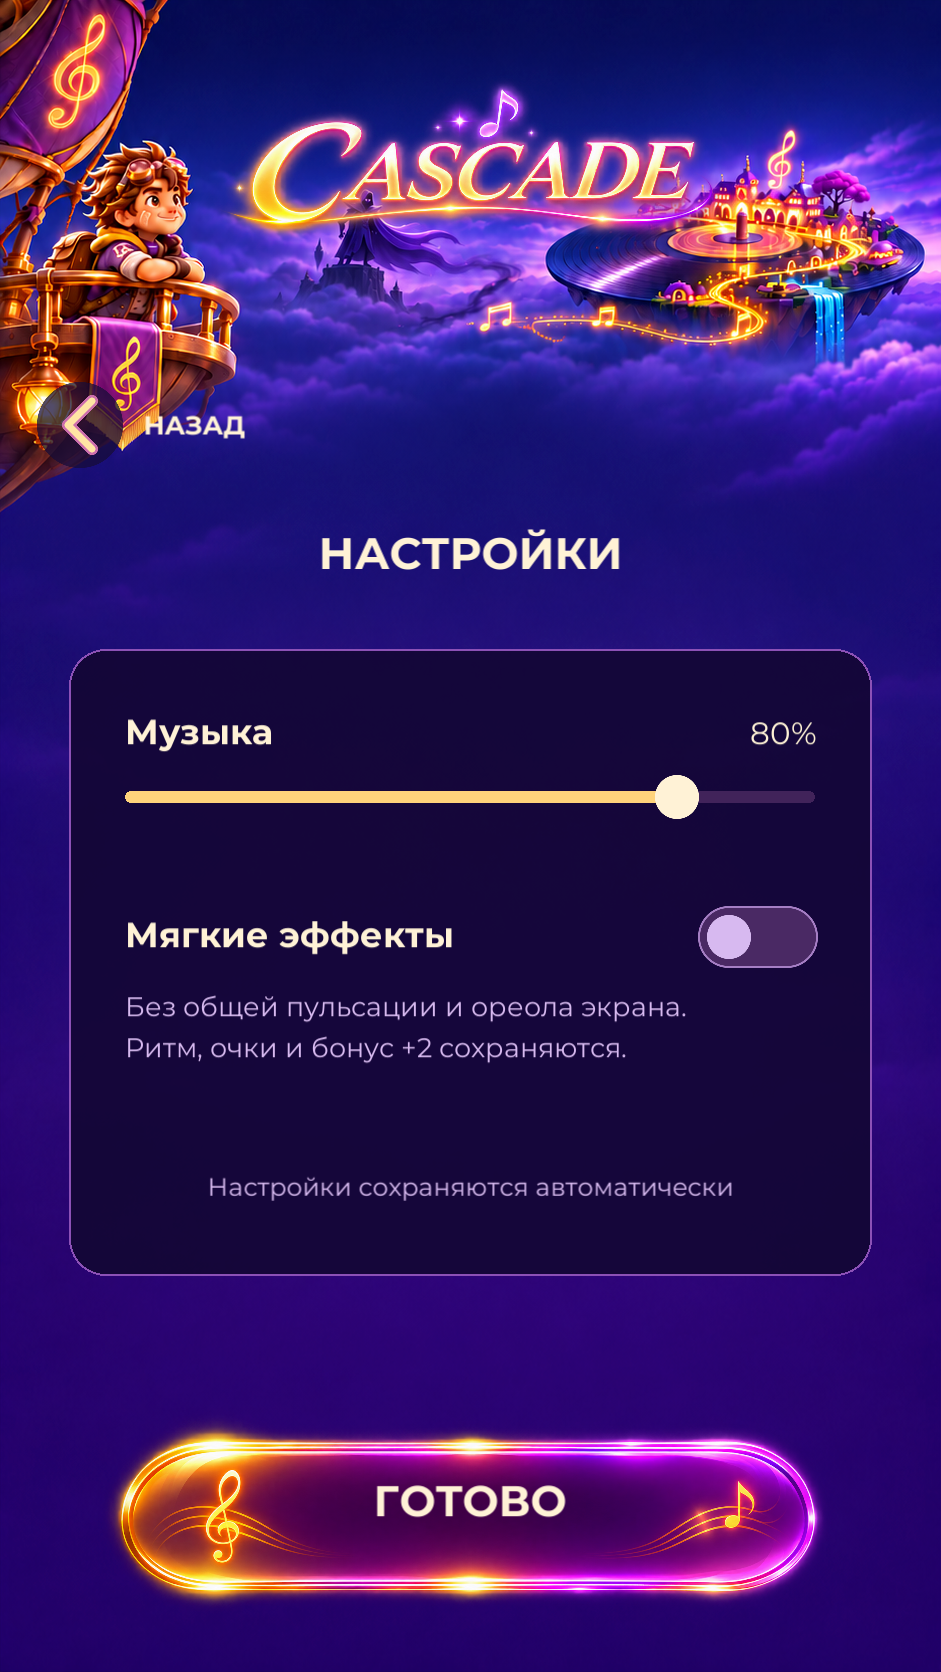 CASCADE
НАЗАД
НАСТРОЙКИ
Музыка 80%
Мягкие эффекты
Без общей пульсации и ореола экрана.
Ритм, очки и бонус +2 сохраняются.
Настройки сохраняются автоматически
ГОТОВО